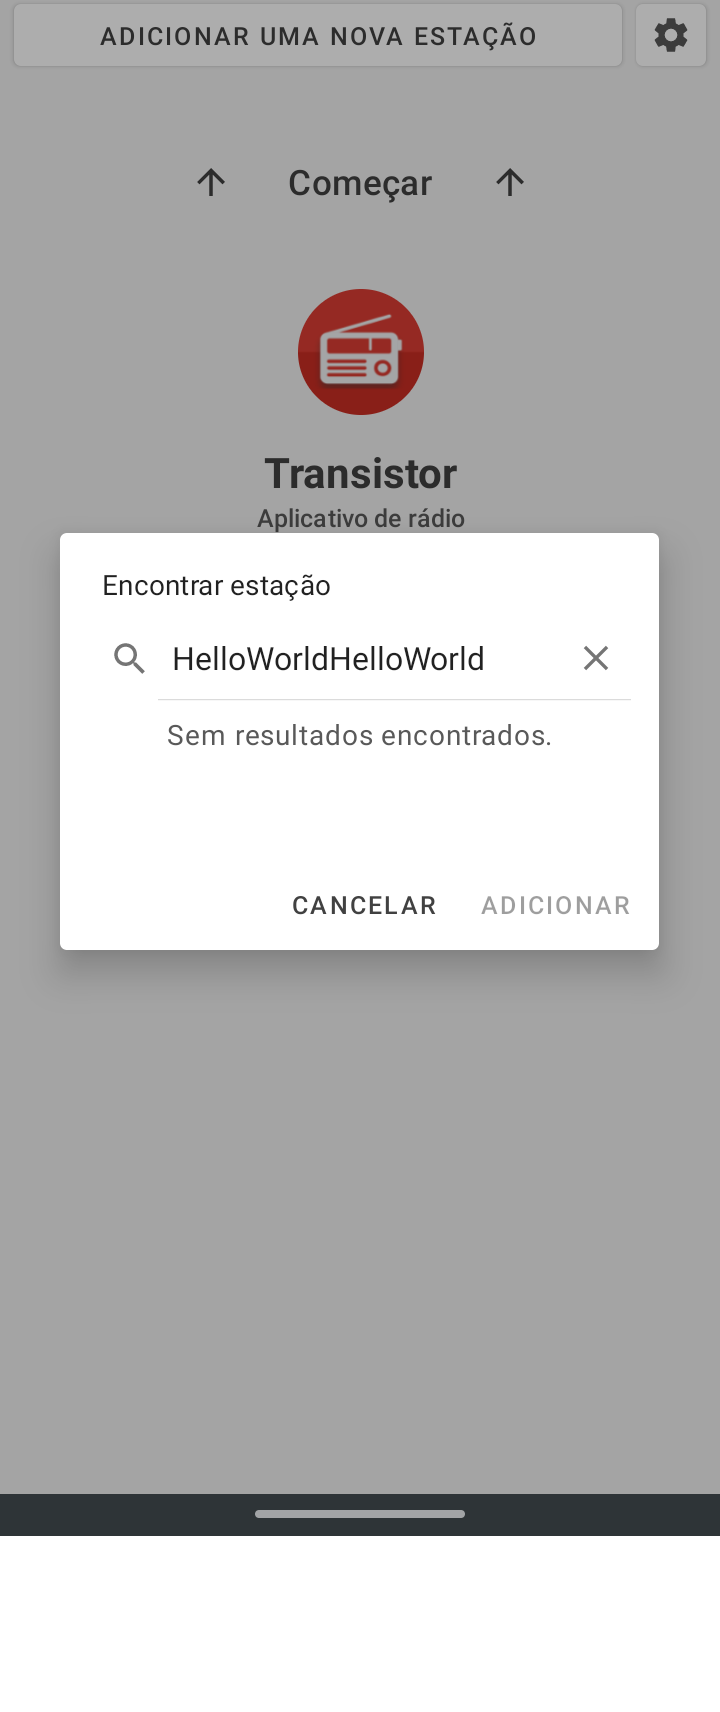 ADICIONAR UMA NOVA ESTAÇÃO
Começar
Transistor
Aplicativo de rádio
Encontrar estação
HelloWorldHelloWorld
Sem resultados encontrados.
CANCELAR ADICIONAR